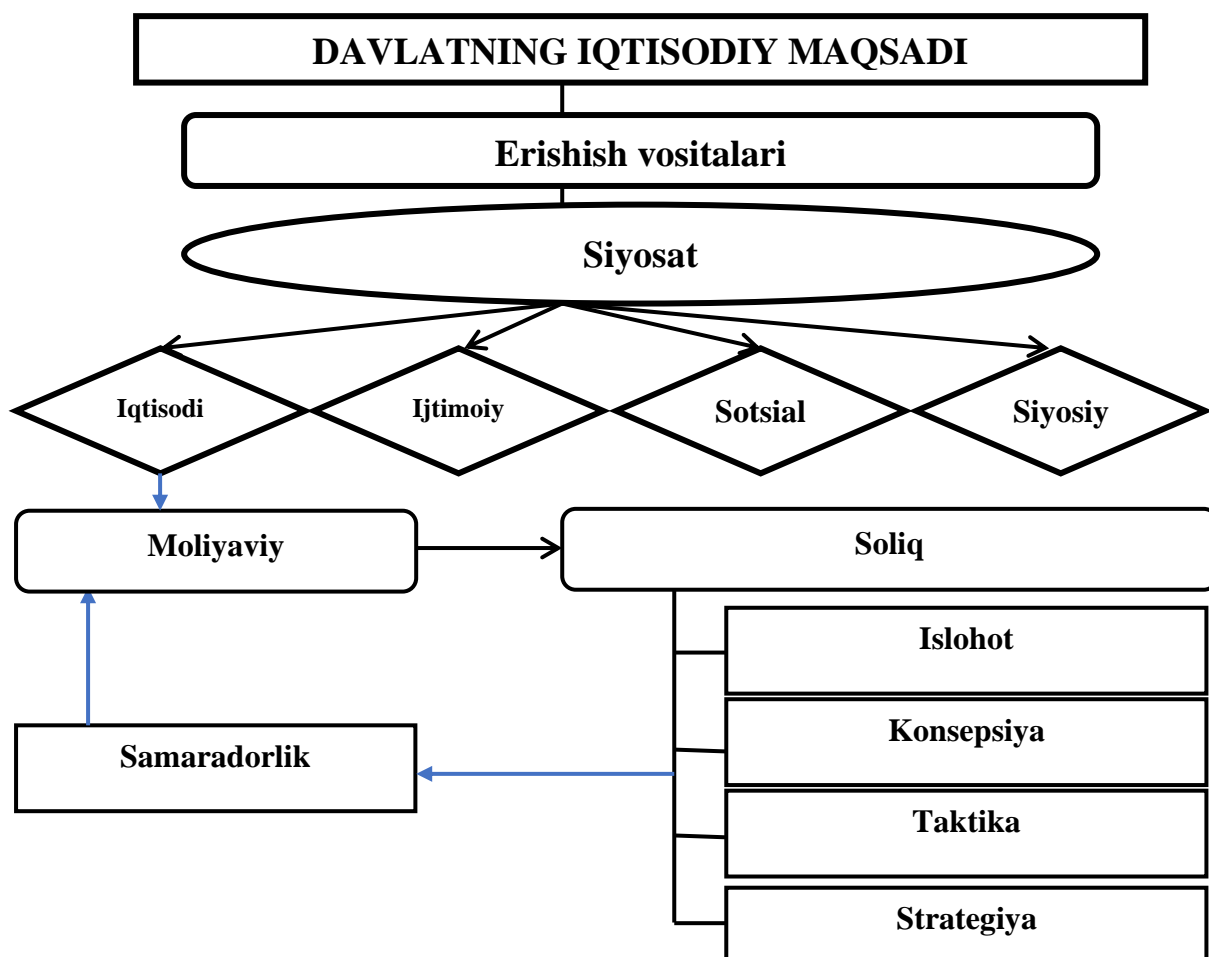 DAVLATNING IQTISODIY MAQSADI
Erishish vositalari
Siyosat
Iqtisodi
Ijtimoiy
Sotsial
Siyosiy
Moliyaviy
Soliq
Islohot
Konsepsiya
Samaradorlik
Taktika
Strategiya